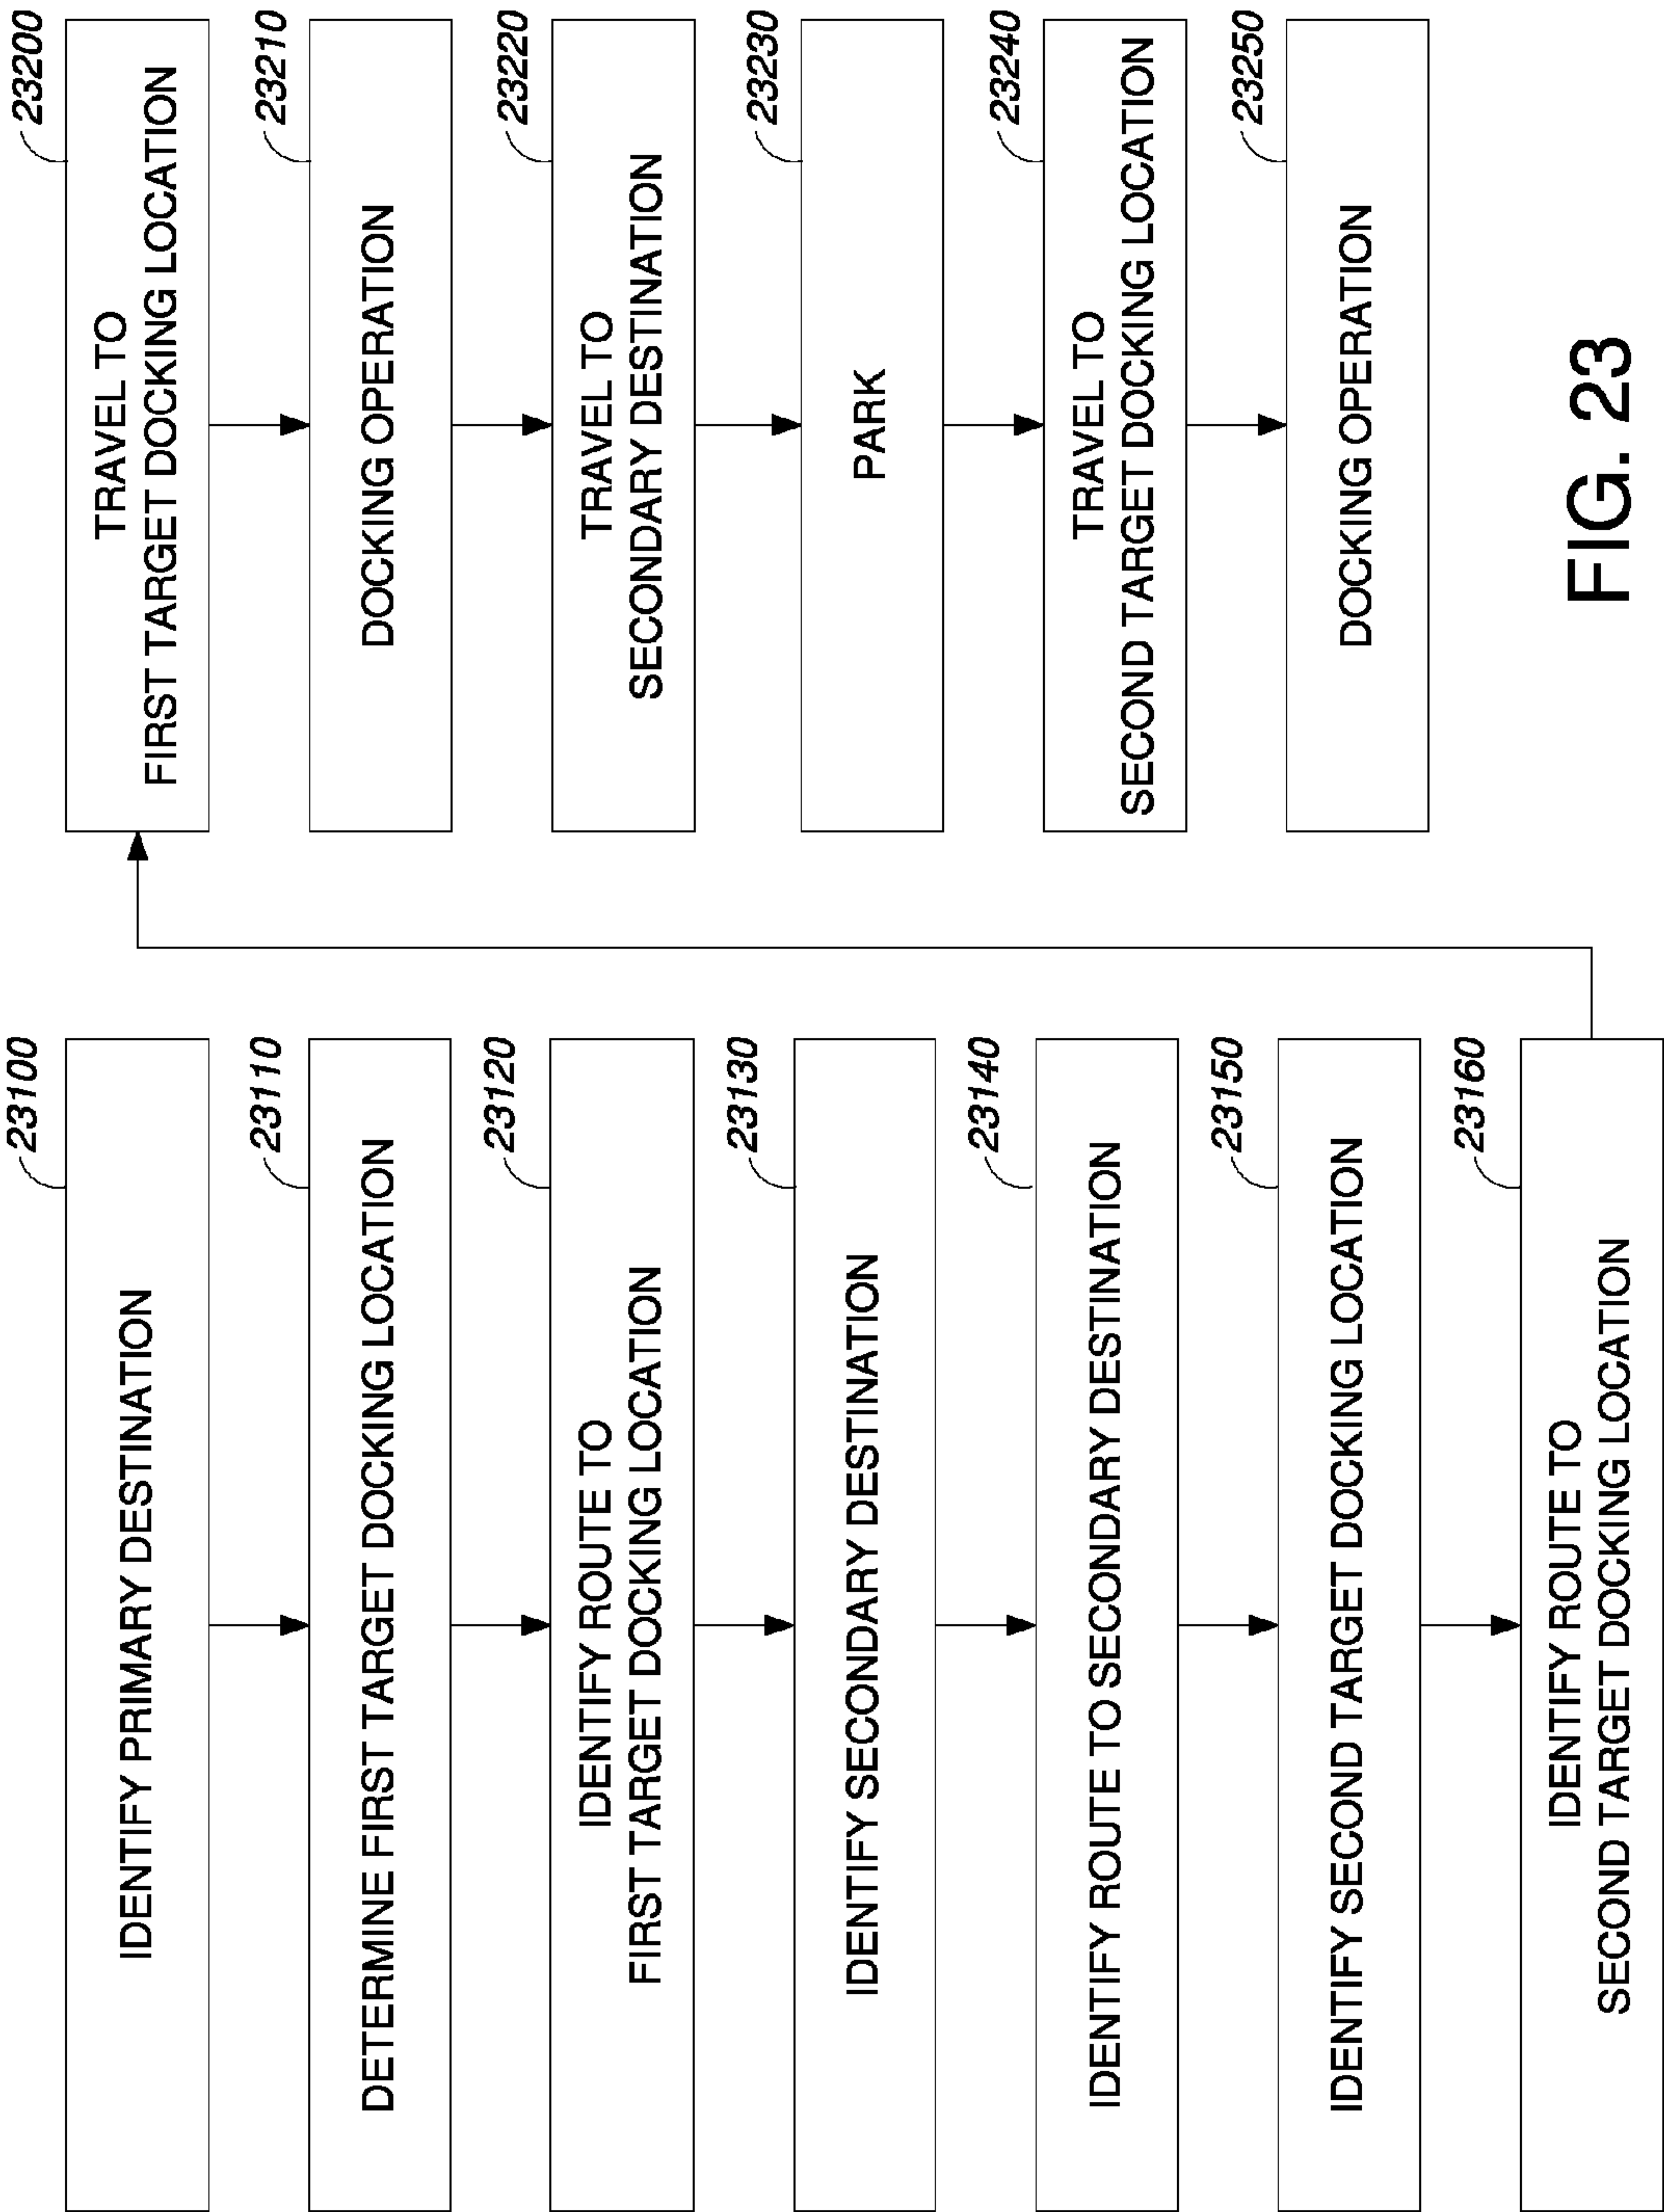 23100
IDENTIFY PRIMARY DESTINATION
23110
DETERMINE FIRST TARGET DOCKING LOCATION
23120
IDENTIFY ROUTE TO
FIRST TARGET DOCKING LOCATION
23130
IDENTIFY SECONDARY DESTINATION
23140
IDENTIFY ROUTE TO SECONDARY DESTINATION
23150
IDENTIFY SECOND TARGET DOCKING LOCATION
23160
IDENTIFY ROUTE TO
SECOND TARGET DOCKING LOCATION
23200
TRAVEL TO
FIRST TARGET DOCKING LOCATION
23210
DOCKING OPERATION
23220
TRAVEL TO
SECONDARY DESTINATION
23230
PARK
23240
TRAVEL TO
SECOND TARGET DOCKING LOCATION
23250
DOCKING OPERATION
FIG. 23